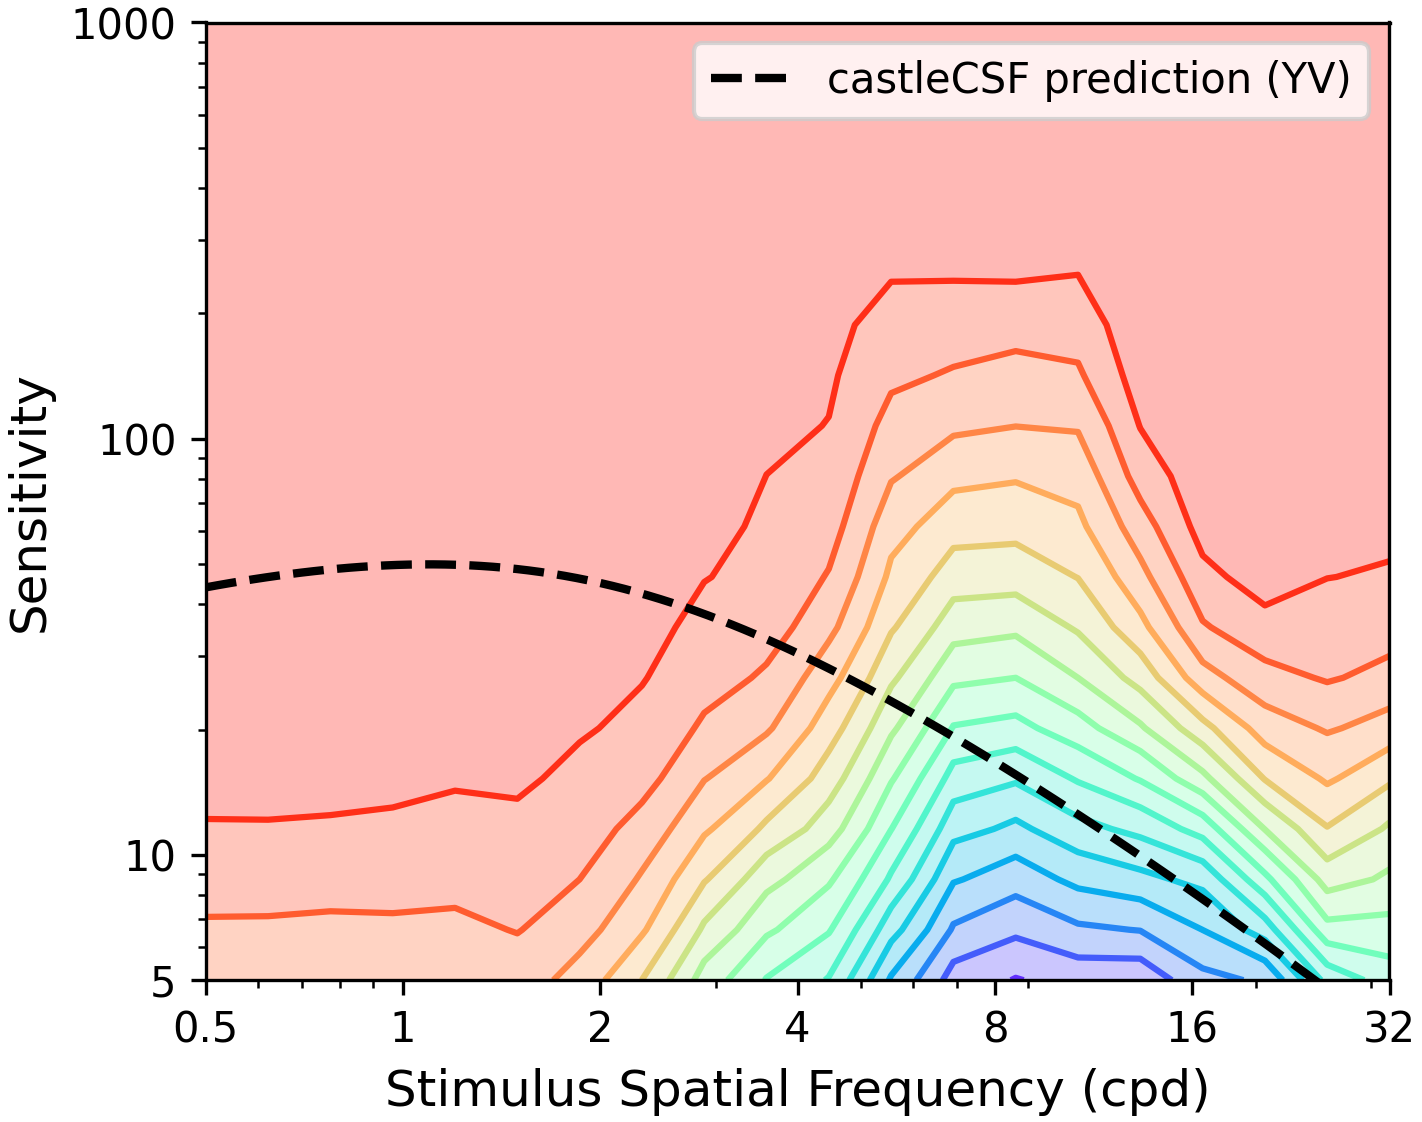 1000
castleCSF prediction (YV)
100
Sensitivity
10
5
0.5 1 2 4 8 16 32
Stimulus Spatial Frequency (cpd)